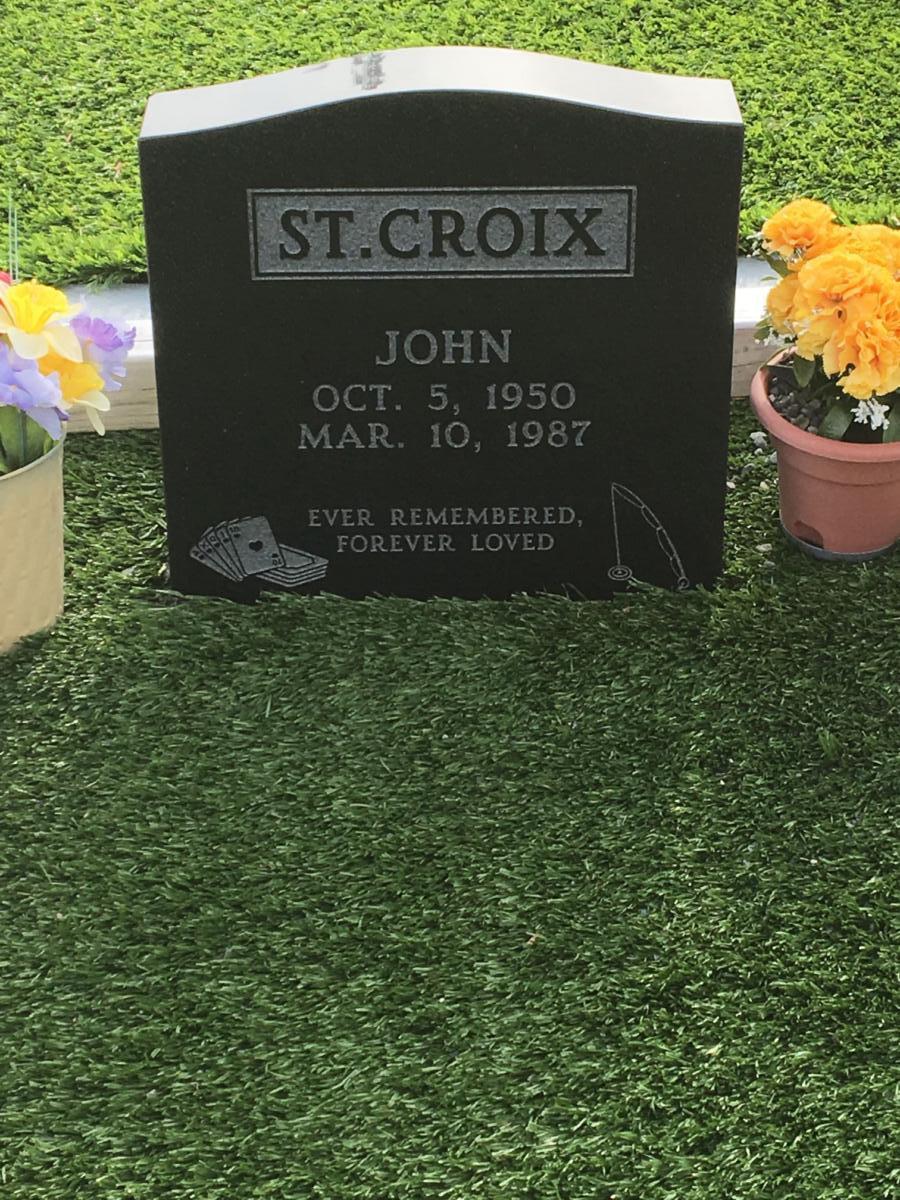 ST. CROIX
JOHN
OCT. 5, 1950
MAR. 10, 1987
EVER REMEMBERED,
FOREVER LOVED